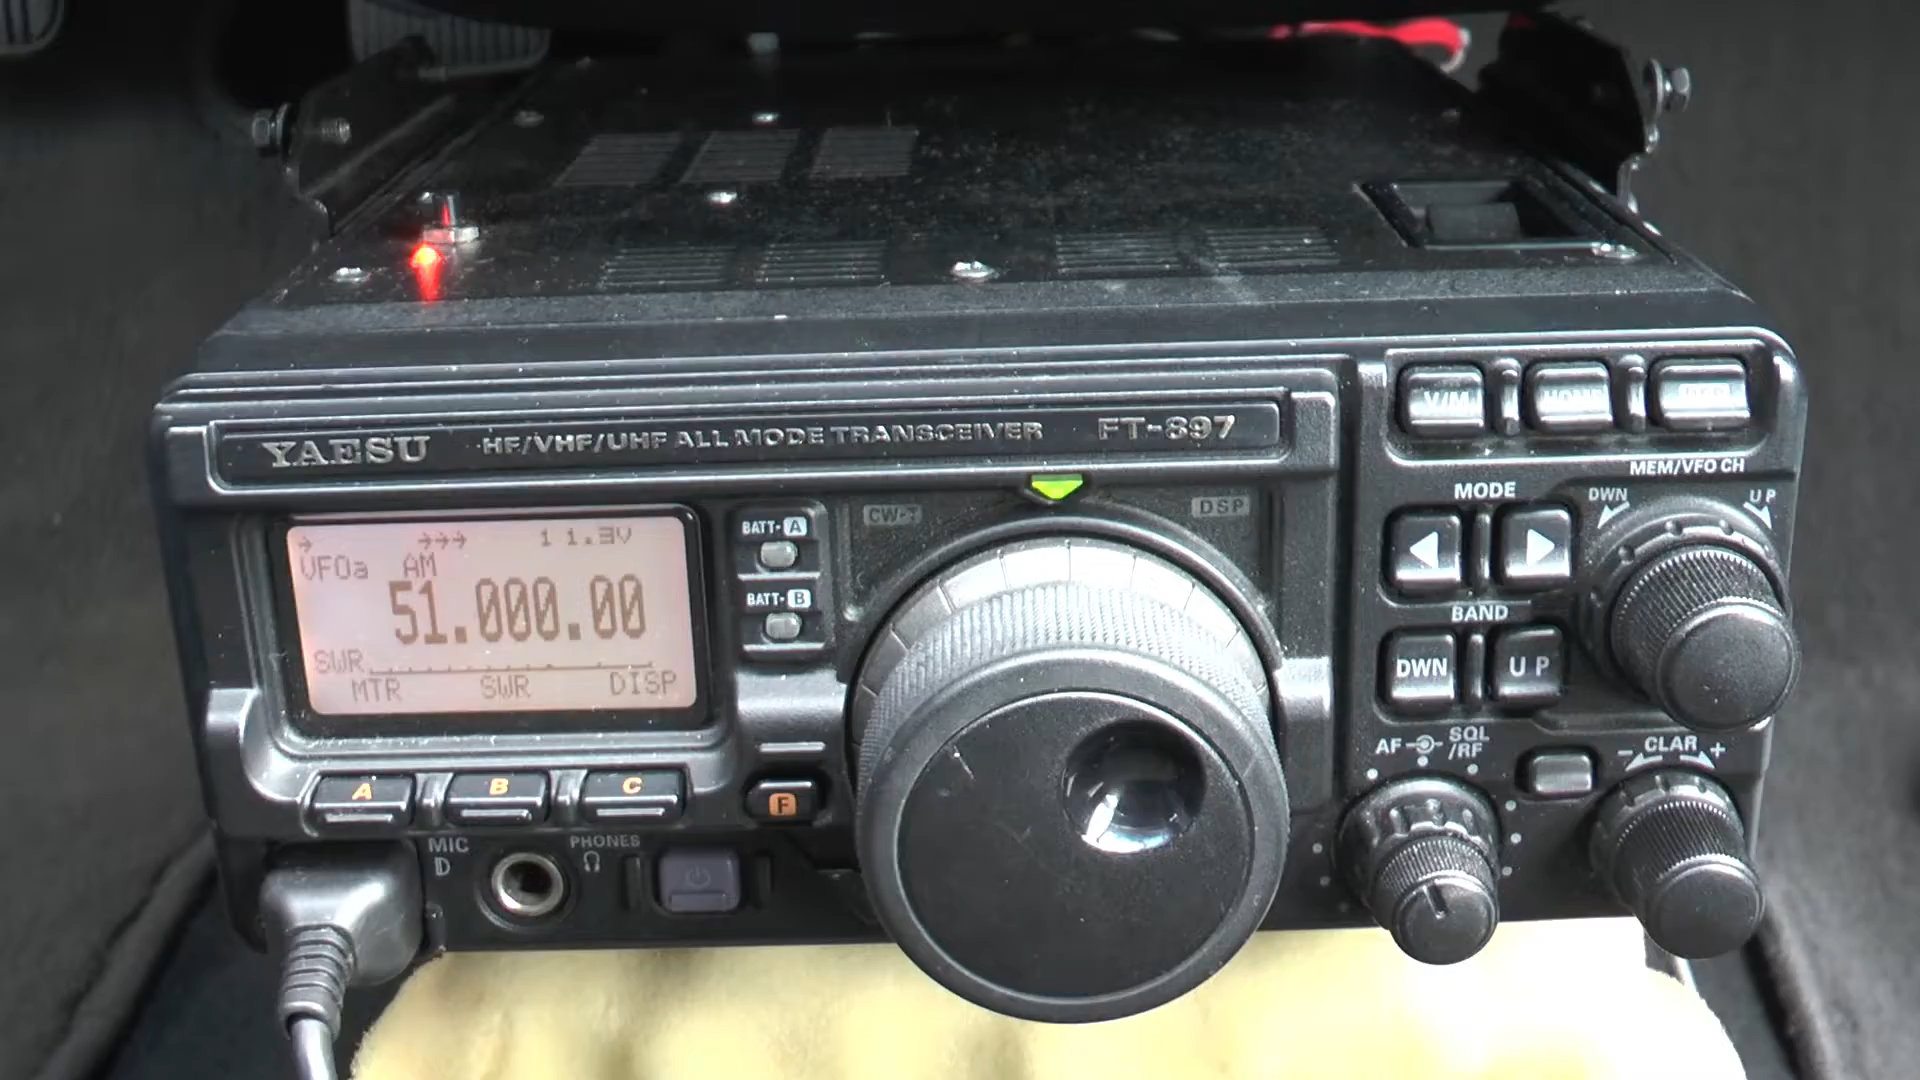 YAESU HF/VHF/UHF ALL MODE TRANSCEIVER FT-897
V/M HOME
MEM/VFO CH
DWN UP
MODE
BAND
DWN UP
AF SQL/RF
- CLAR +
11.3V
VFOa AM
51.000.00
SWR
MTR SWR DISP
BATT-A
BATT-B
CW-T
DSP
A B C F
MIC
PHONES